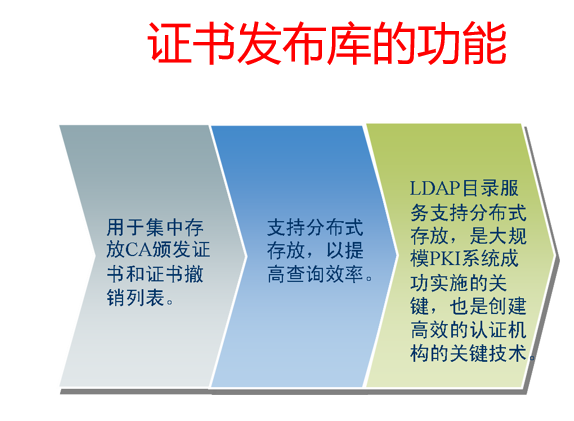 证书发布库的功能
用于集中存
放CA颁发证
书和证书撤
销列表。
支持分布式
存放，以提
高查询效率。
LDAP目录服
务支持分布式
存放，是大规
模PKI系统成
功实施的关
键，也是创建
高效的认证机
构的关键技术。